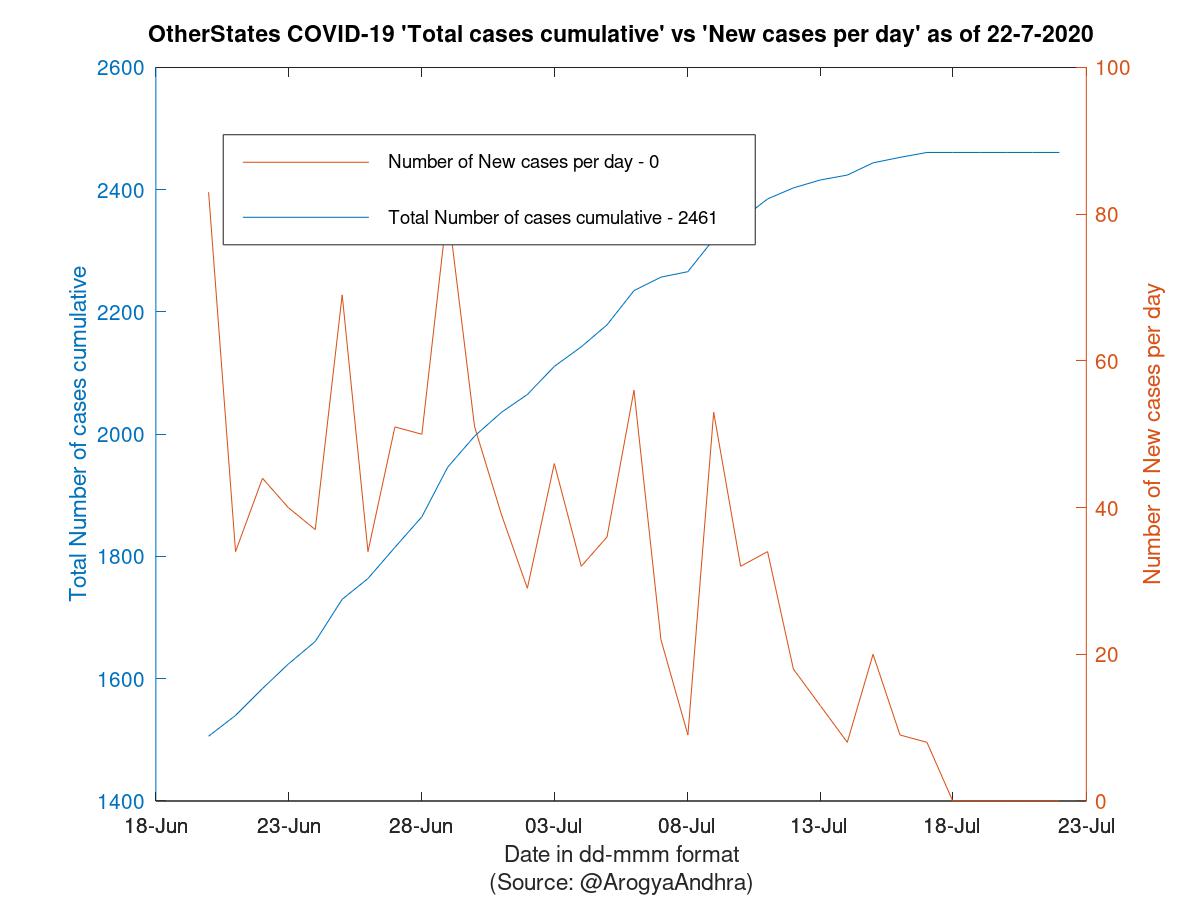 OtherStates COVID-19 'Total cases cumulative' vs 'New cases per day' as of 22-7-2020
2600
2400
2200
2000
1800
1600
1400
Total Number of cases cumulative
Number of New cases per day - 0
Total Number of cases cumulative - 2461
100
80
60
40
20
0
Number of New cases per day
18-Jun 23-Jun 28-Jun 03-Jul 08-Jul 13-Jul 18-Jul 23-Jul
Date in dd-mmm format
(Source: @ArogyaAndhra)